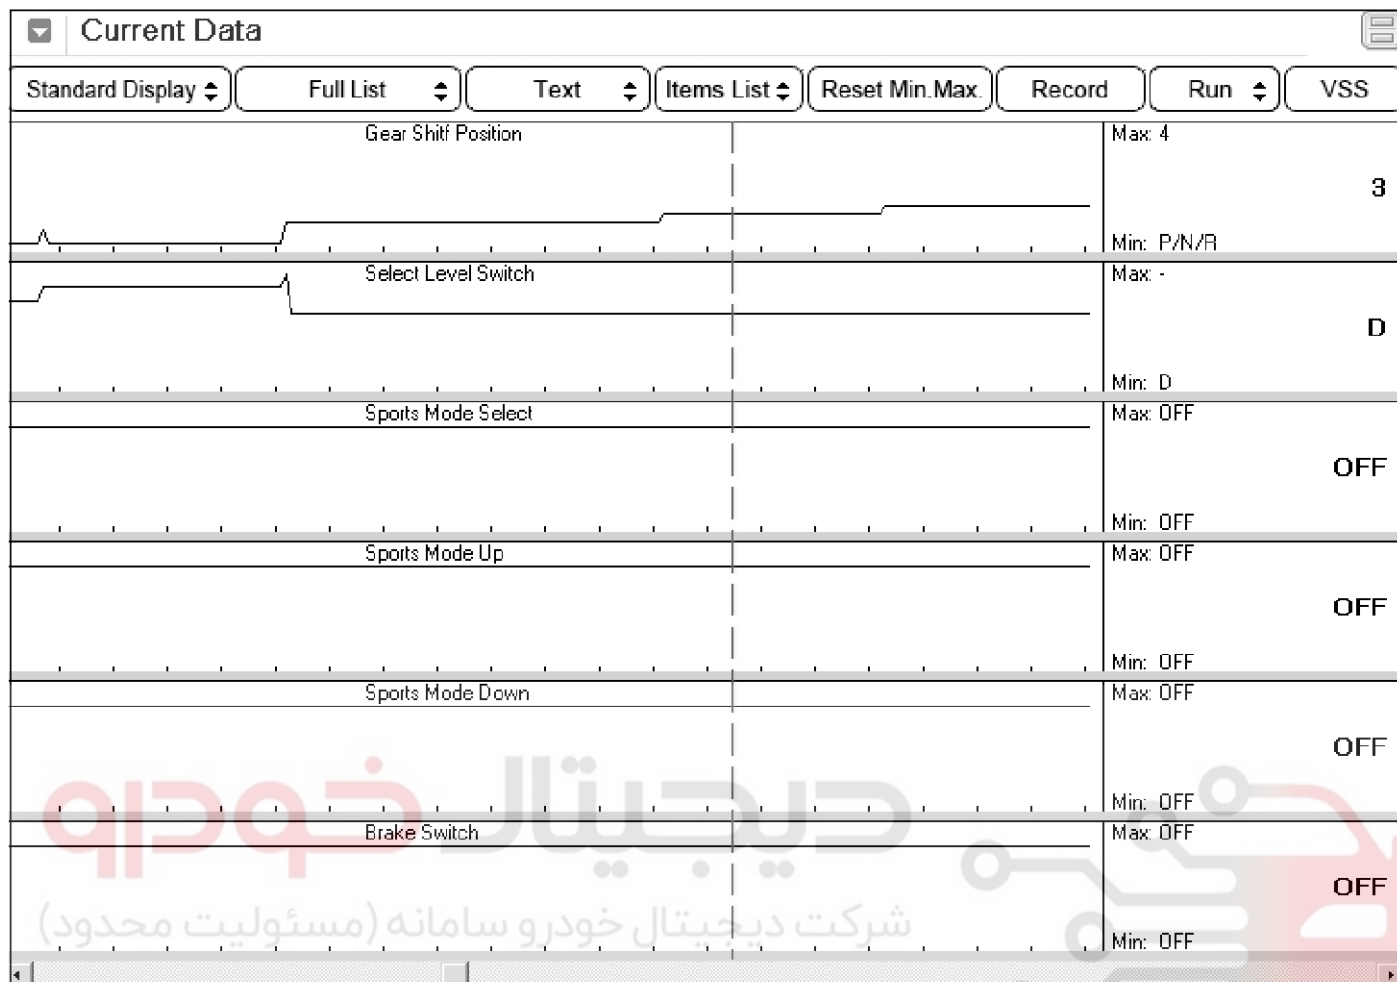 Current Data
Standard Display Full List Text Items List Reset Min.Max. Record Run VSS
Gear Shitf Position Max: 4
3
Min: P/N/R
Select Level Switch Max: -
D
Min: D
Sports Mode Select Max: OFF
OFF
Min: OFF
Sports Mode Up Max: OFF
OFF
Min: OFF
Sports Mode Down Max: OFF
OFF
Min: OFF
دیجیتال خودرو
Brake Switch Max: OFF
OFF
شرکت دیجیتال خودرو سامانه (مسئولیت محدود)
Min: OFF